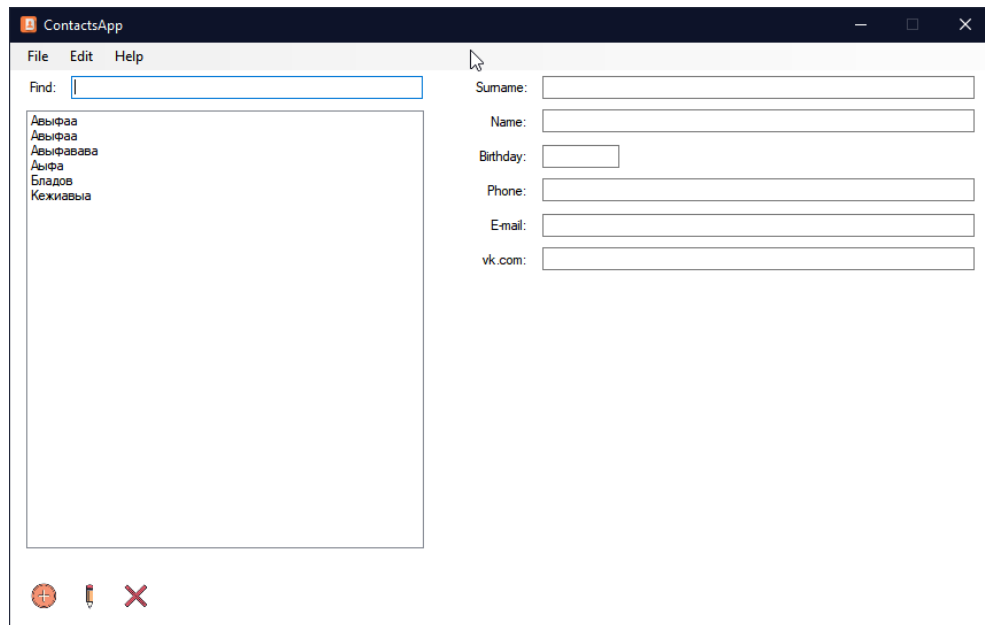 ContactsApp
File Edit Help
Find:
Авыфаа
Авыфаа
Авыфавава
Аыфа
Бладов
Кежиавыа
Surname:
Name:
Birthday:
Phone:
E-mail:
vk.com: